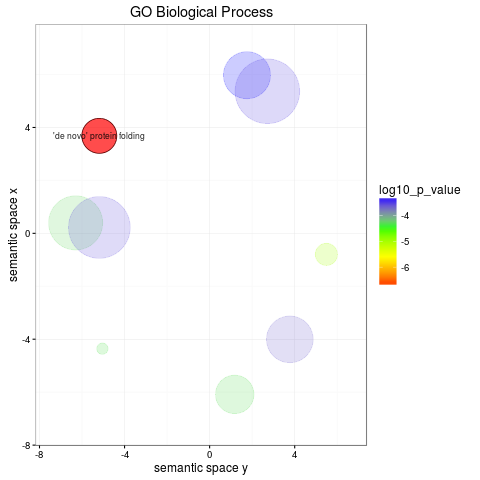 GO Biological Process
semantic space x
4
0
-4
-8
'de novo' protein folding
-8
-4
0
4
semantic space y
log10_p_value
-4
-5
-6